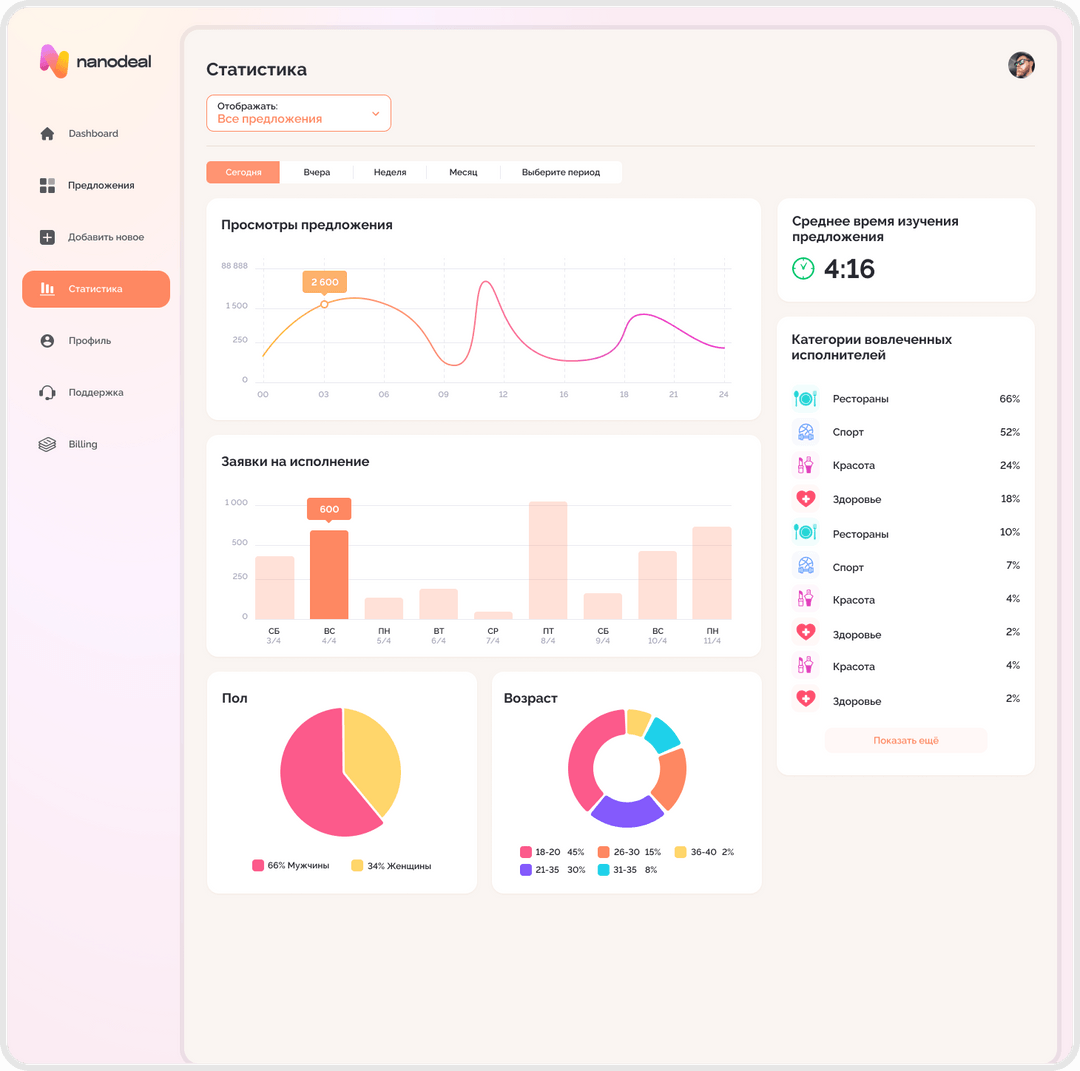 nanodeal
Dashboard
Предложения
Добавить новое
Статистика
Профиль
Поддержка
Billing
Статистика
Отображать:
Все предложения
Сегодня Вчера Неделя Месяц Выберите период
Просмотры предложения
88 888
1 500
250
0
2 600
00 03 06 09 12 16 18 21 24
Заявки на исполнение
1 000
500
250
0
600
СБ ВС ПН ВТ СР ПТ СБ ВС ПН
3/4 4/4 5/4 6/4 7/4 8/4 9/4 10/4 11/4
Пол
66% Мужчины 34% Женщины
Возраст
18-20 45% 26-30 15% 36-40 2%
21-35 30% 31-35 8%
Среднее время изучения
предложения
4:16
Категории вовлеченных
исполнителей
Рестораны 66%
Спорт 52%
Красота 24%
Здоровье 18%
Рестораны 10%
Спорт 7%
Красота 4%
Здоровье 2%
Красота 4%
Здоровье 2%
Показать ещё